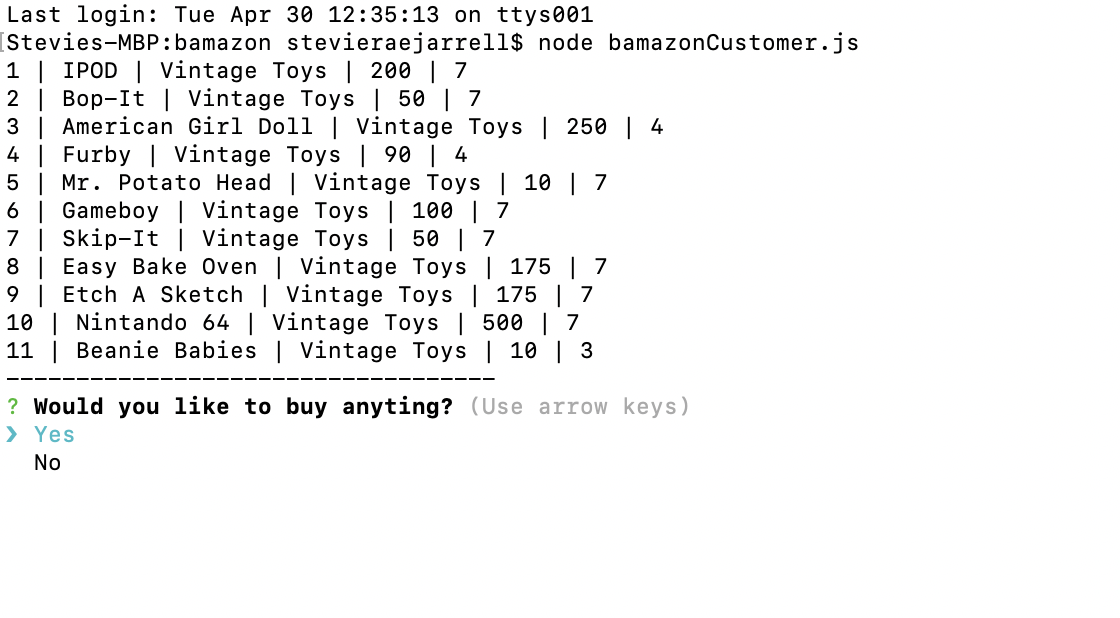 Last login: Tue Apr 30 12:35:13 on ttys001
[Stevies-MBP:bamazon stevieraejarrell$ node bamazonCustomer.js
1 | IPOD | Vintage Toys | 200 | 7
2 | Bop-It | Vintage Toys | 50 | 7
3 | American Girl Doll | Vintage Toys | 250 | 4
4 | Furby | Vintage Toys | 90 | 4
5 | Mr. Potato Head | Vintage Toys | 10 | 7
6 | Gameboy | Vintage Toys | 100 | 7
7 | Skip-It | Vintage Toys | 50 | 7
8 | Easy Bake Oven | Vintage Toys | 175 | 7
9 | Etch A Sketch | Vintage Toys | 175 | 7
10 | Nintando 64 | Vintage Toys | 500 | 7
11 | Beanie Babies | Vintage Toys | 10 | 3
-----------------------------------
? Would you like to buy anyting? (Use arrow keys)
❯ Yes
  No